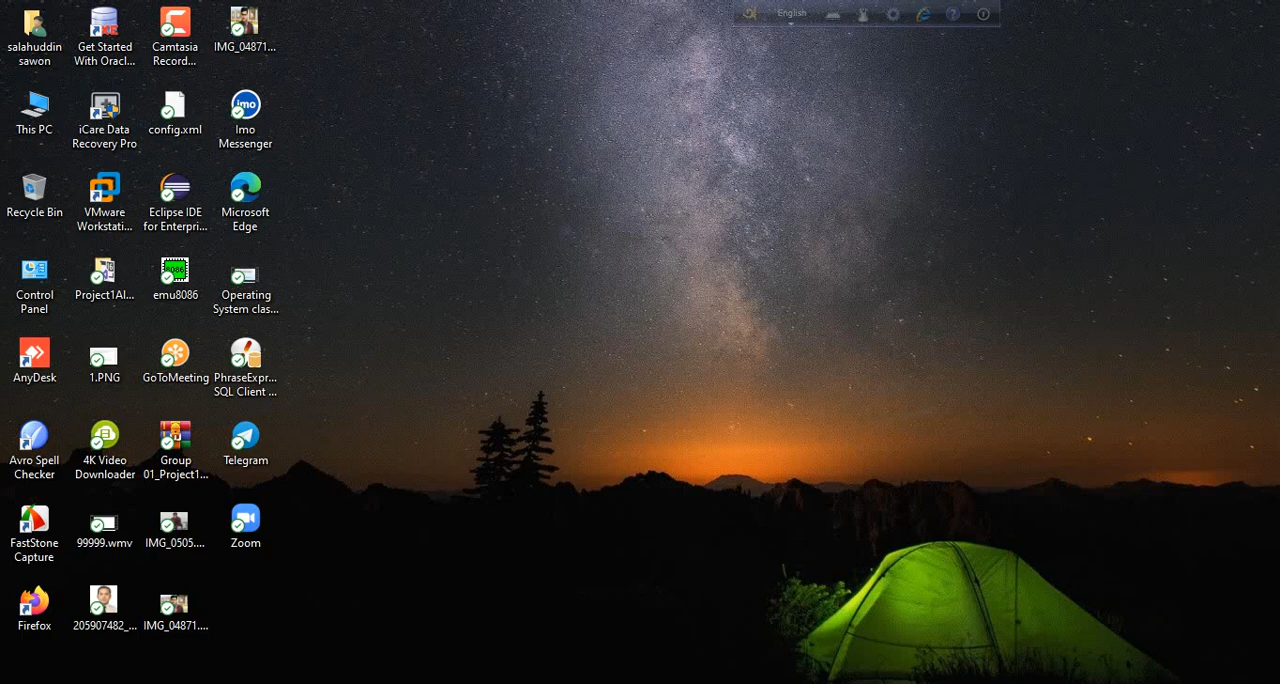 salahuddin
sawon
Get Started
With Oracl...
Camtasia
Record...
IMG_04871...
This PC
iCare Data
Recovery Pro
config.xml
imo
Imo
Messenger
Recycle Bin
VMware
Workstati...
Eclipse IDE
for Enterpri...
Microsoft
Edge
Control
Panel
Project1Al...
8086
emu8086
Operating
System clas...
AnyDesk
1.PNG
GoToMeeting
PhraseExpr...
SQL Client ...
Avro Spell
Checker
4K Video
Downloader
Group
01_Project1...
Telegram
FastStone
Capture
99999.wmv
IMG_0505....
Zoom
Firefox
205907482_...
IMG_04871....
English